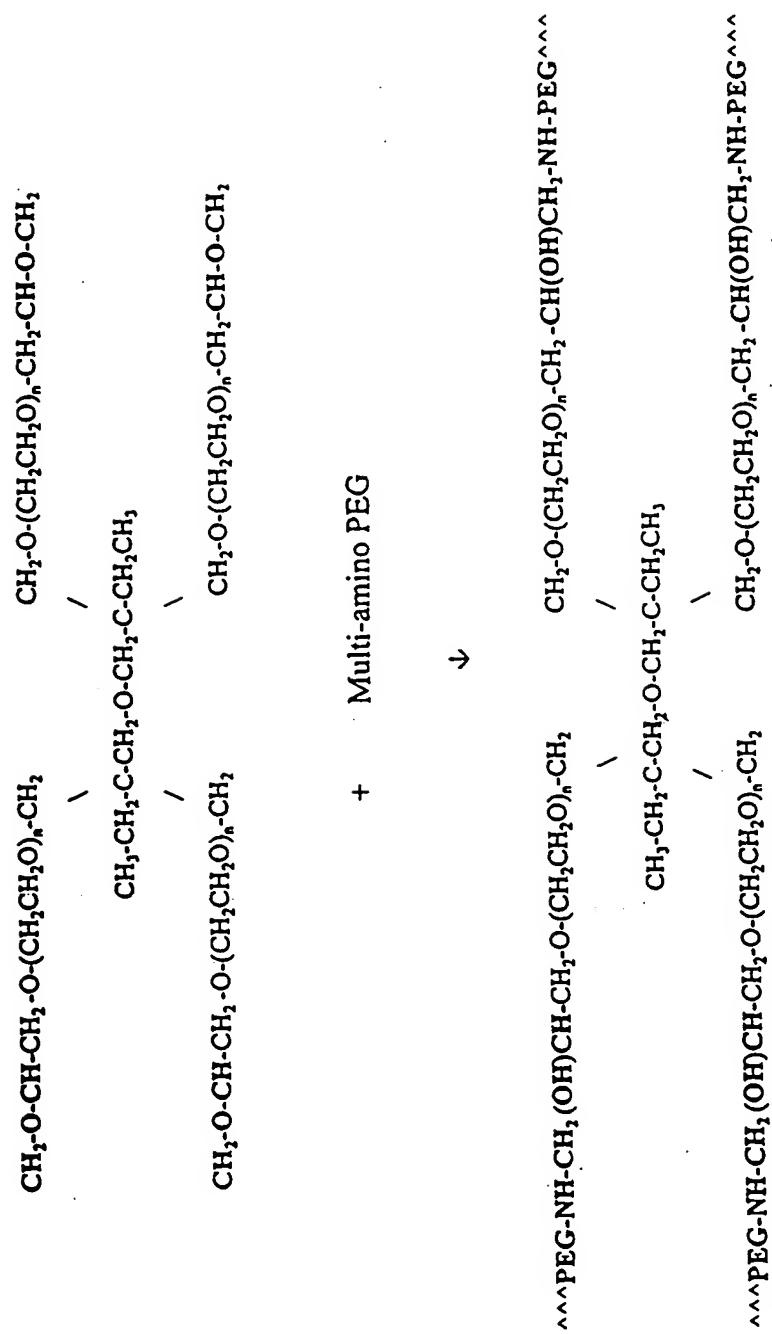 CH₂-O-CH-CH₂-O-(CH₂CH₂O)ₙ-CH₂ CH₂-O-(CH₂CH₂O)ₙ-CH₂-CH-O-CH₂
\ /
CH₃-CH₂-C-CH₂-O-CH₂-C-CH₂CH₃
/ \
CH₂-O-CH-CH₂-O-(CH₂CH₂O)ₙ-CH₂ CH₂-O-(CH₂CH₂O)ₙ-CH₂-CH-O-CH₂
+ Multi-amino PEG
↓
^^^PEG-NH-CH₂(OH)CH-CH₂-O-(CH₂CH₂O)ₙ-CH₂ CH₂-O-(CH₂CH₂O)ₙ-CH₂-CH(OH)CH₂-NH-PEG^^^
\ /
CH₃-CH₂-C-CH₂-O-CH₂-C-CH₂CH₃
/ \
^^^PEG-NH-CH₂(OH)CH-CH₂-O-(CH₂CH₂O)ₙ-CH₂ CH₂-O-(CH₂CH₂O)ₙ-CH₂-CH(OH)CH₂-NH-PEG^^^